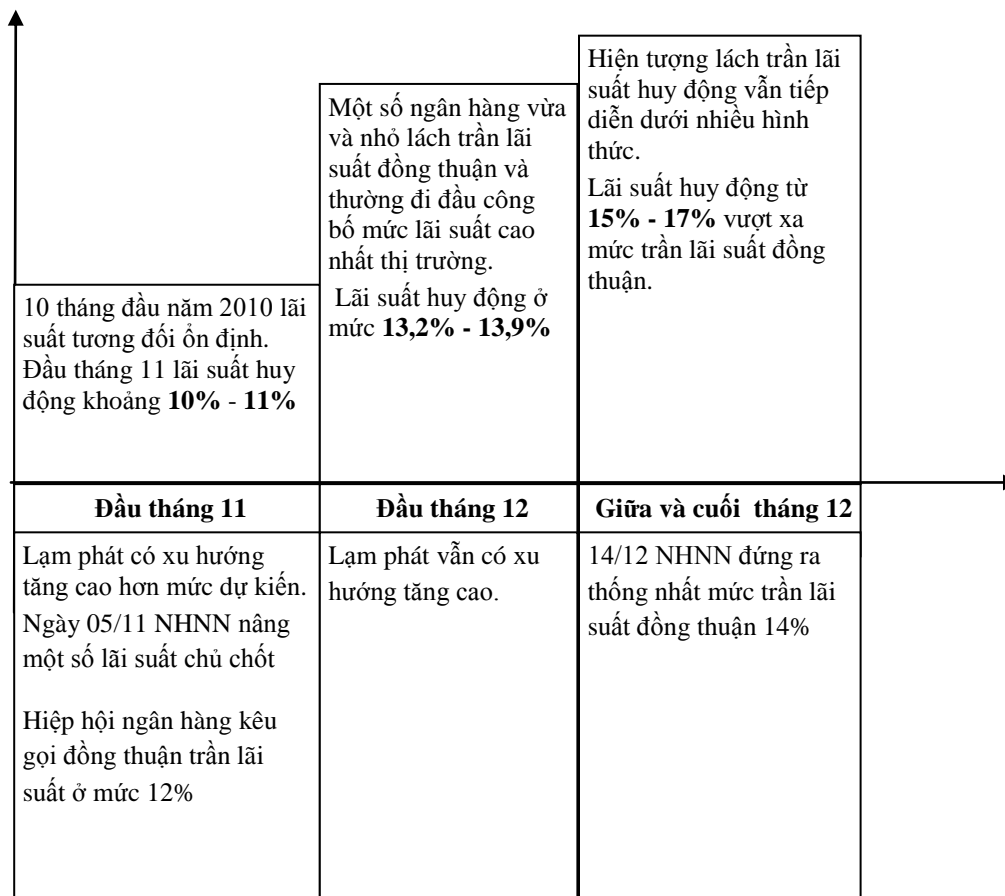 10 tháng đầu năm 2010 lãi
suất tương đối ổn định.
Đầu tháng 11 lãi suất huy
động khoảng 10% - 11%
Một số ngân hàng vừa
và nhỏ lách trần lãi
suất đồng thuận và
thường đi đầu công
bố mức lãi suất cao
nhất thị trường.
Lãi suất huy động ở
mức 13,2% - 13,9%
Hiện tượng lách trần lãi
suất huy động vẫn tiếp
diễn dưới nhiều hình
thức.
Lãi suất huy động từ
15% - 17% vượt xa
mức trần lãi suất đồng
thuận.
Đầu tháng 11
Đầu tháng 12
Giữa và cuối tháng 12
Lạm phát có xu hướng
tăng cao hơn mức dự kiến.
Ngày 05/11 NHNN nâng
một số lãi suất chủ chốt
Hiệp hội ngân hàng kêu
gọi đồng thuận trần lãi
suất ở mức 12%
Lạm phát vẫn có xu
hướng tăng cao.
14/12 NHNN đứng ra
thống nhất mức trần lãi
suất đồng thuận 14%